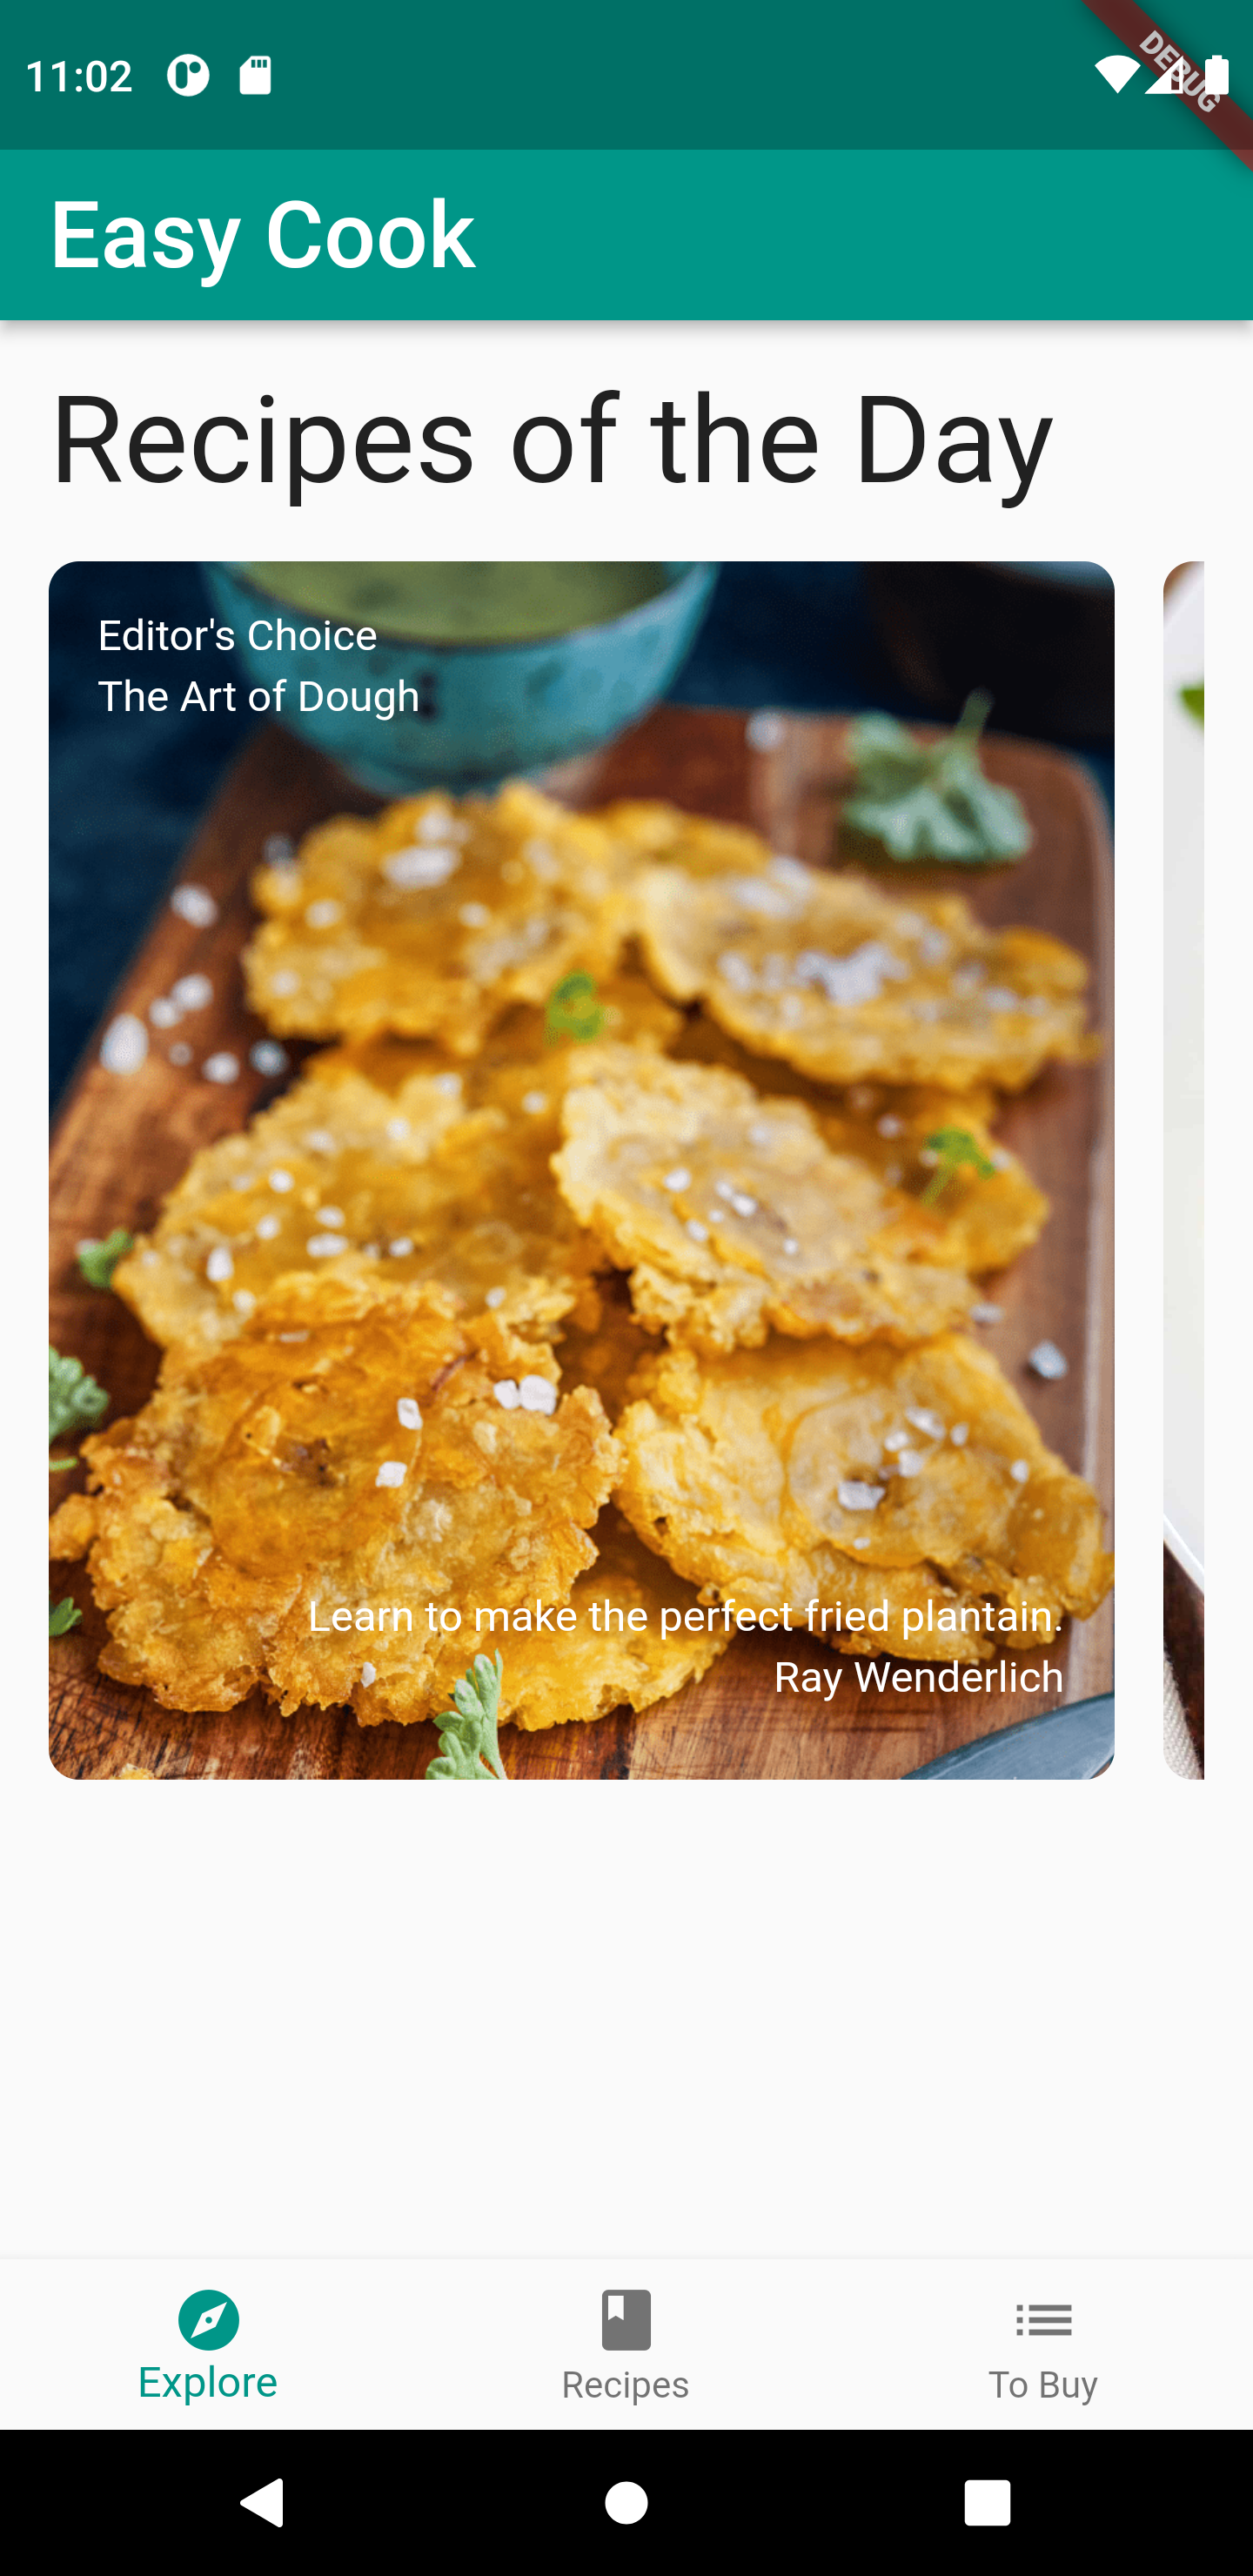 11:02
DEBUG
Easy Cook
Recipes of the Day
Editor's Choice
The Art of Dough
Learn to make the perfect fried plantain.
Ray Wenderlich
Explore
Recipes
To Buy